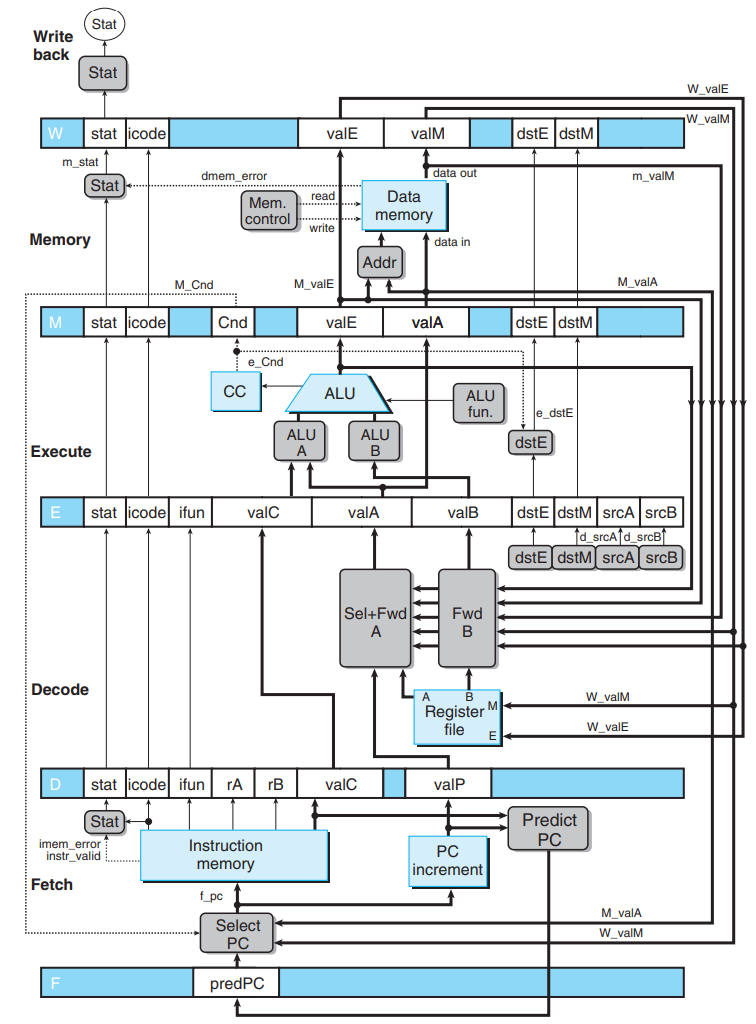 Stat
Write
back
Stat
W_valE
W stat icode valE valM dstE dstM
W_valM
m_stat
Stat
dmem_error
data out
m_valM
Mem.
control
read
write
Data
memory
Memory
data in
Addr
M_Cnd
M_valE
M_valA
M stat icode Cnd valE valA dstE dstM
e_Cnd
CC
ALU
ALU
fun.
e_dstE
ALU
A
ALU
B
dstE
Execute
E stat icode ifun valC valA valB dstE dstM srcA srcB
d_srcA d_srcB
dstE dstM srcA srcB
Sel+Fwd
A
Fwd
B
Decode
A B
Register
file
M
E
W_valM
W_valE
D stat icode ifun rA rB valC valP
Stat
imem_error
instr_valid
Instruction
memory
PC
increment
Predict
PC
Fetch
f_pc
Select
PC
M_valA
W_valM
F predPC